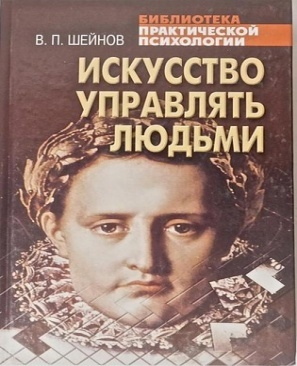 БИБЛИОТЕКА
ПРАКТИЧЕСКОЙ
ПСИХОЛОГИИ
В. П. ШЕЙНОВ
ИСКУССТВО
УПРАВЛЯТЬ
ЛЮДЬМИ